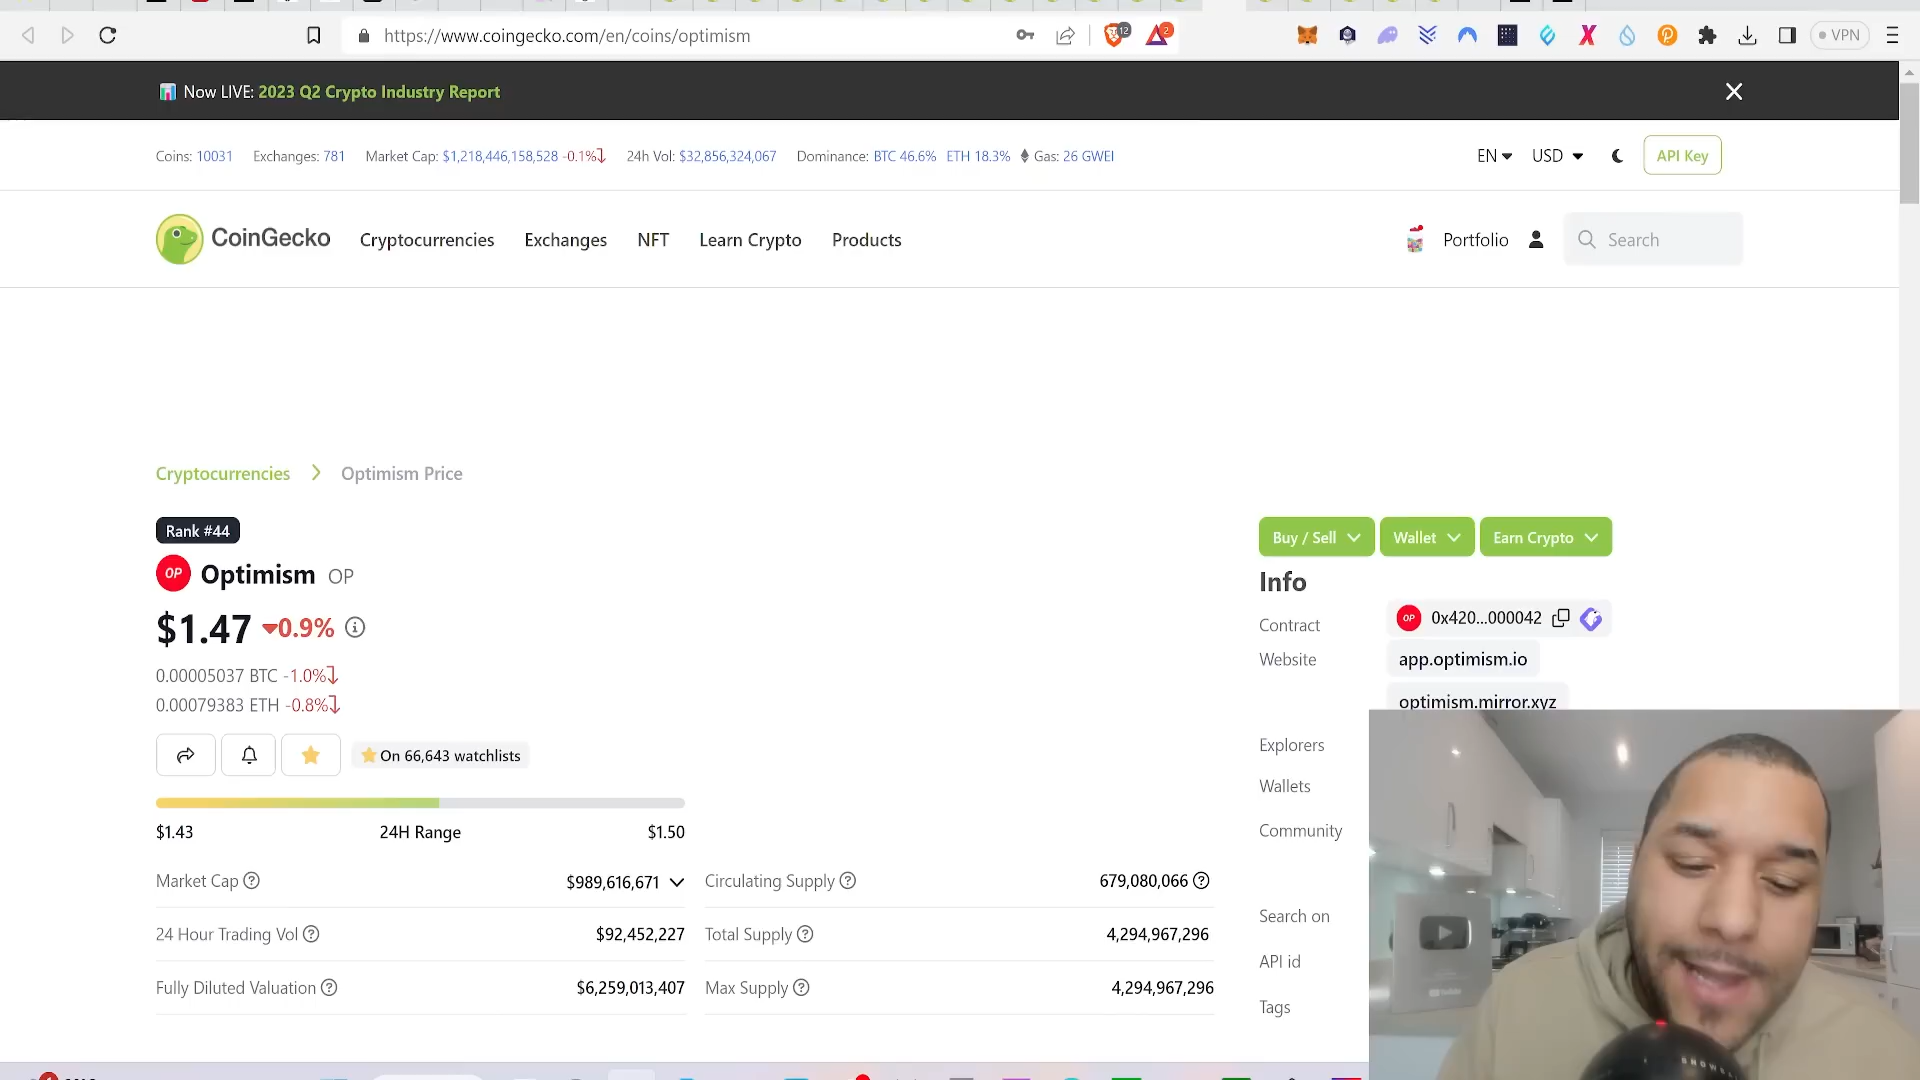 https://www.coingecko.com/en/coins/optimism
12
2
VPN
Now LIVE: 2023 Q2 Crypto Industry Report
Coins: 10031 Exchanges: 781 Market Cap: $1,218,446,158,528 -0.1% 24h Vol: $32,856,324,067 Dominance: BTC 46.6% ETH 18.3% Gas: 26 GWEI
EN USD API Key
CoinGecko Cryptocurrencies Exchanges NFT Learn Crypto Products Portfolio Search
Cryptocurrencies Optimism Price
Rank #44
OP Optimism OP
$1.47 0.9%
0.00005037 BTC -1.0%
0.00079383 ETH -0.8%
On 66,643 watchlists
$1.43 24H Range $1.50
Market Cap $989,616,671
24 Hour Trading Vol $92,452,227
Fully Diluted Valuation $6,259,013,407
Circulating Supply 679,080,066
Total Supply 4,294,967,296
Max Supply 4,294,967,296
Buy / Sell Wallet Earn Crypto
Info
Contract OP 0x420...000042
Website app.optimism.io
optimism.mirror.xyz
Explorers
Wallets
Community
Search on
API id
Tags
YouTube